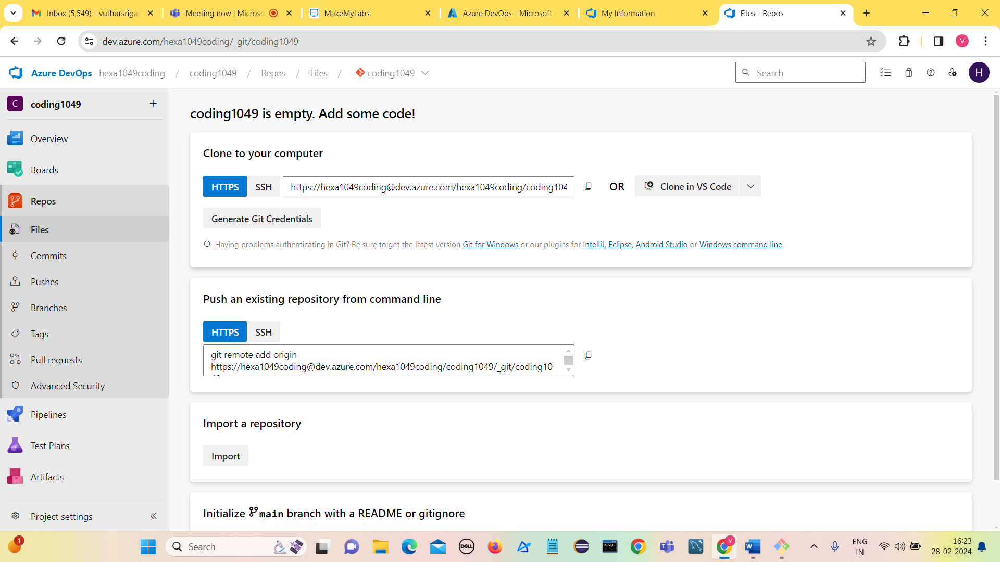 Inbox (5,549) - vuthursriga
Meeting now | Microso
MakeMyLabs
Azure DevOps - Microsoft
My Information
Files - Repos
dev.azure.com/hexa1049coding/_git/coding1049
V
Azure DevOps hexa1049coding / coding1049 / Repos / Files / coding1049
Search
H
C coding1049
Overview
Boards
Repos
Files
Commits
Pushes
Branches
Tags
Pull requests
Advanced Security
Pipelines
Test Plans
Artifacts
Project settings
coding1049 is empty. Add some code!
Clone to your computer
HTTPS SSH https://hexa1049coding@dev.azure.com/hexa1049coding/coding104 OR Clone in VS Code
Generate Git Credentials
Having problems authenticating in Git? Be sure to get the latest version Git for Windows or our plugins for IntelliJ, Eclipse, Android Studio or Windows command line.
Push an existing repository from command line
HTTPS SSH
git remote add origin
https://hexa1049coding@dev.azure.com/hexa1049coding/coding1049/_git/coding10
Import a repository
Import
Initialize main branch with a README or gitignore
1
Search
DELL
MySQL
V
W
ENG
IN
16:23
28-02-2024